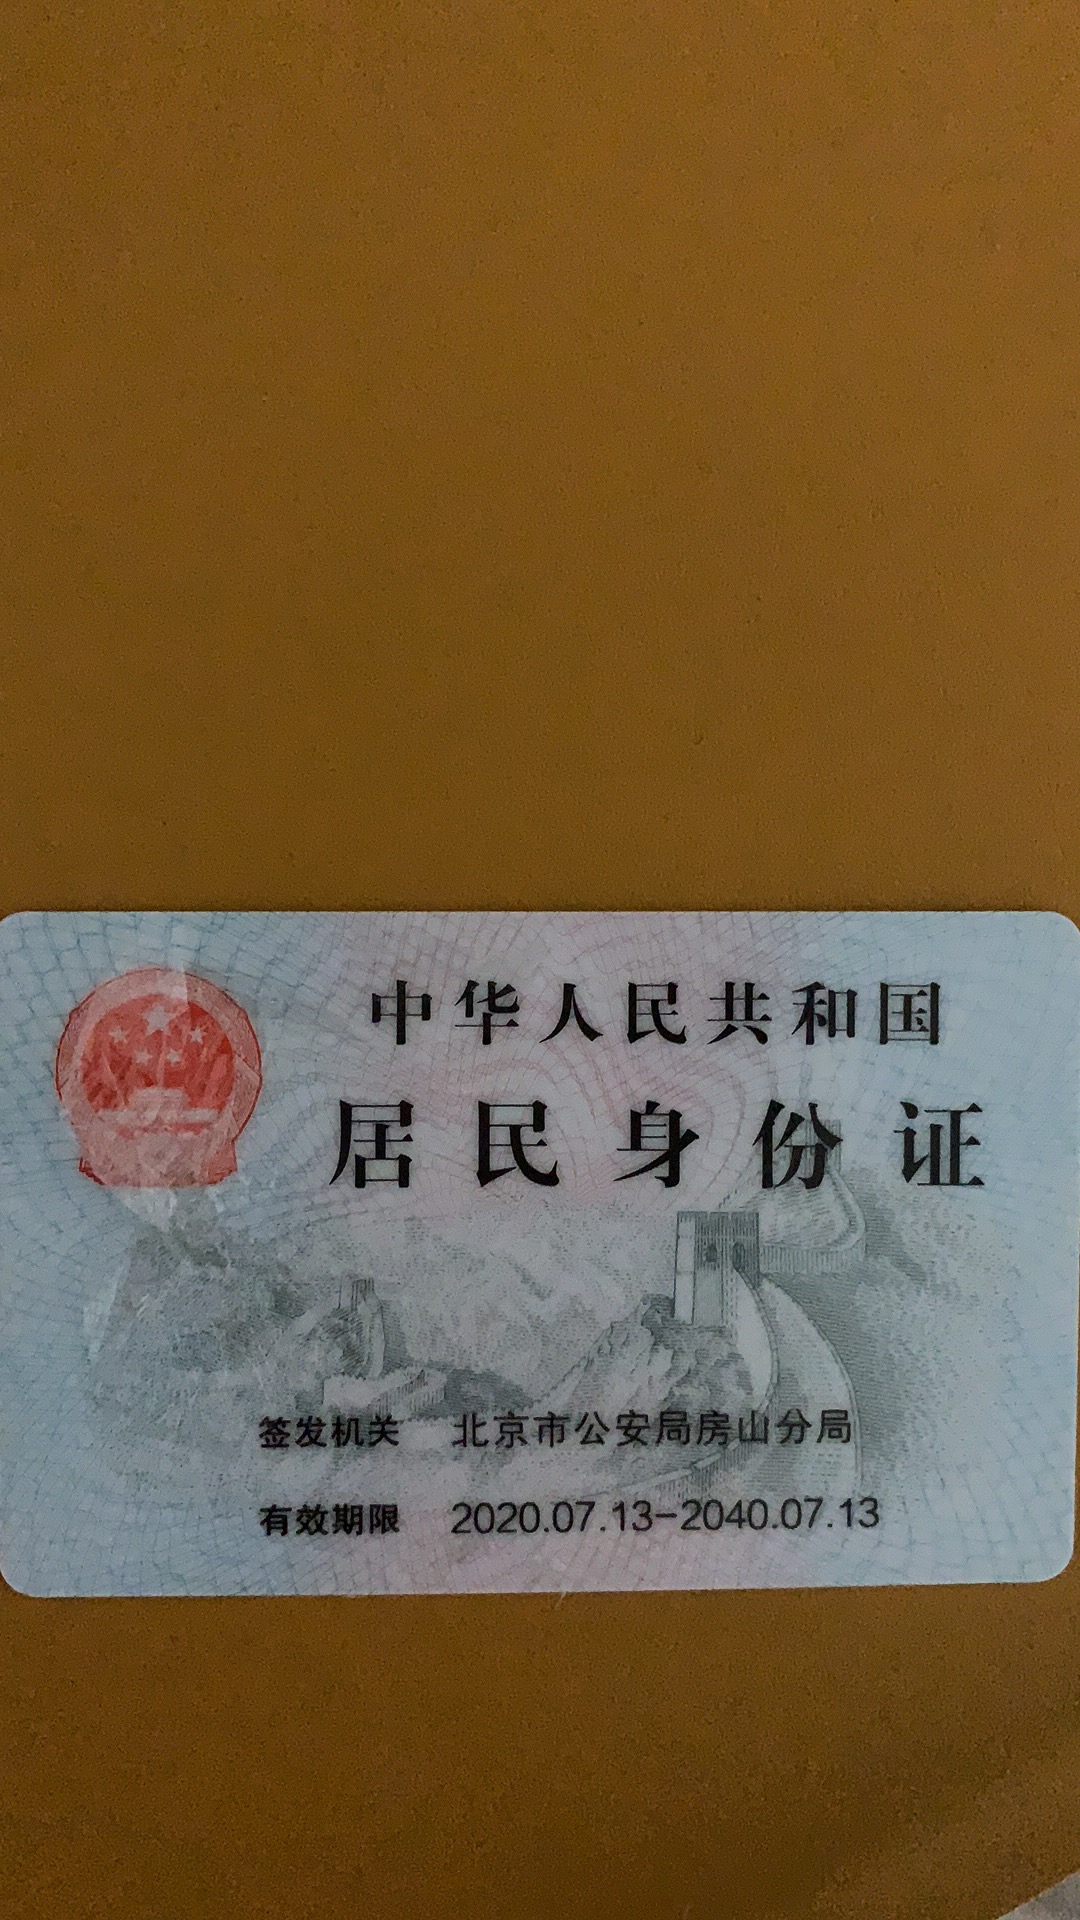 中华人民共和国
居民身份证
签发机关 北京市公安局房山分局
有效期限 2020.07.13-2040.07.13